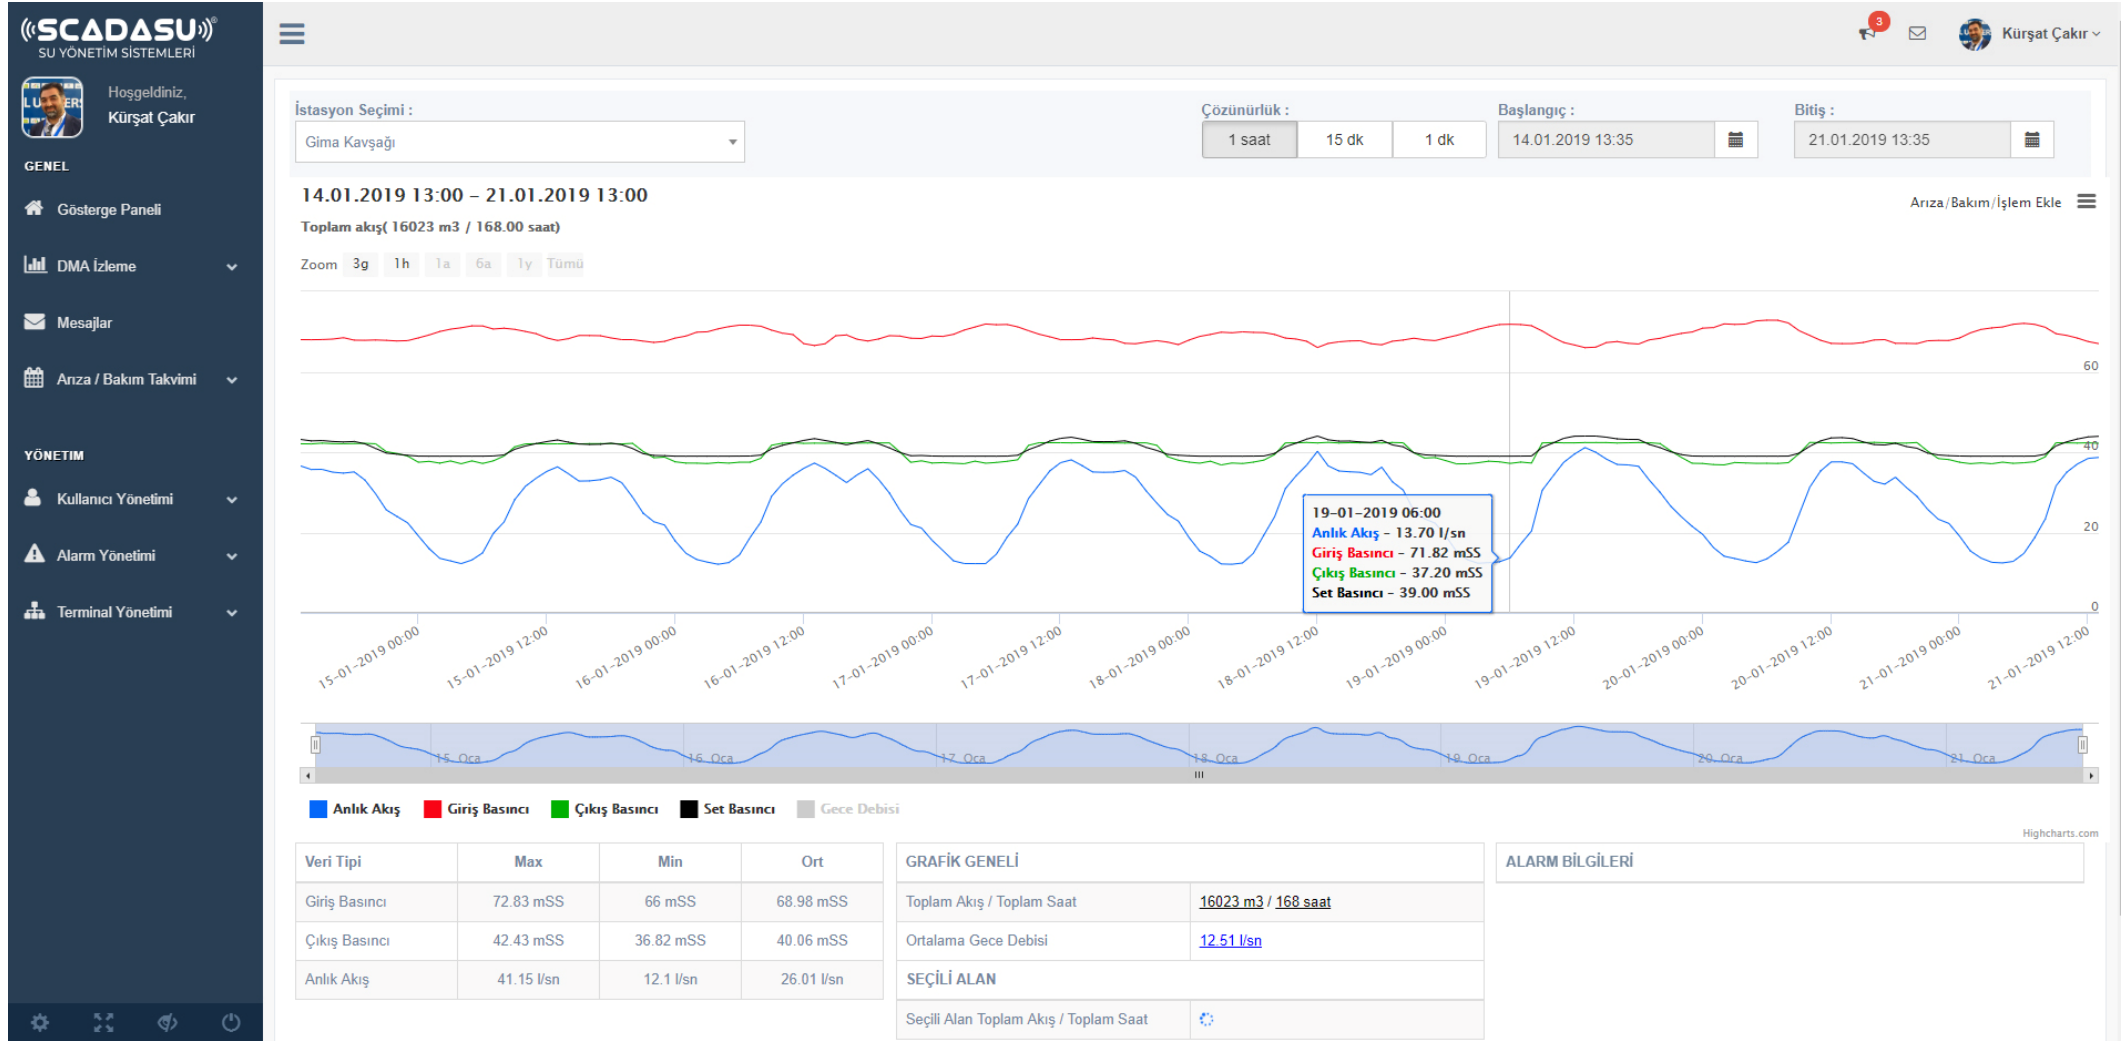 SCADASU®
SU YÖNETİM SİSTEMLERİ
Hoşgeldiniz,
Kürşat Çakır
GENEL
Gösterge Paneli
DMA İzleme
Mesajlar
Arıza / Bakım Takvimi
YÖNETIM
Kullanıcı Yönetimi
Alarm Yönetimi
Terminal Yönetimi
3
Kürşat Çakır
İstasyon Seçimi :
Gima Kavşağı
Çözünürlük :
1 saat 15 dk 1 dk
Başlangıç :
14.01.2019 13:35
Bitiş :
21.01.2019 13:35
14.01.2019 13:00 – 21.01.2019 13:00
Toplam akış( 16023 m3 / 168.00 saat)
Arıza/Bakım/İşlem Ekle
Zoom 3g 1h 1a 6a 1y Tümü
60
40
20
0
19-01-2019 06:00
Anlık Akış – 13.70 l/sn
Giriş Basıncı – 71.82 mSS
Çıkış Basıncı – 37.20 mSS
Set Basıncı – 39.00 mSS
15-01-2019 00:00
15-01-2019 12:00
16-01-2019 00:00
16-01-2019 12:00
17-01-2019 00:00
17-01-2019 12:00
18-01-2019 00:00
18-01-2019 12:00
19-01-2019 00:00
19-01-2019 12:00
20-01-2019 00:00
20-01-2019 12:00
21-01-2019 00:00
21-01-2019 12:00
15. Oca 16. Oca 17. Oca 18. Oca 19. Oca 20. Oca 21. Oca
Anlık Akış Giriş Basıncı Çıkış Basıncı Set Basıncı Gece Debisi
Highcharts.com
Veri Tipi Max Min Ort
Giriş Basıncı 72.83 mSS 66 mSS 68.98 mSS
Çıkış Basıncı 42.43 mSS 36.82 mSS 40.06 mSS
Anlık Akış 41.15 l/sn 12.1 l/sn 26.01 l/sn
GRAFİK GENELİ
Toplam Akış / Toplam Saat 16023 m3 / 168 saat
Ortalama Gece Debisi 12.51 l/sn
SEÇİLİ ALAN
Seçili Alan Toplam Akış / Toplam Saat
ALARM BİLGİLERİ